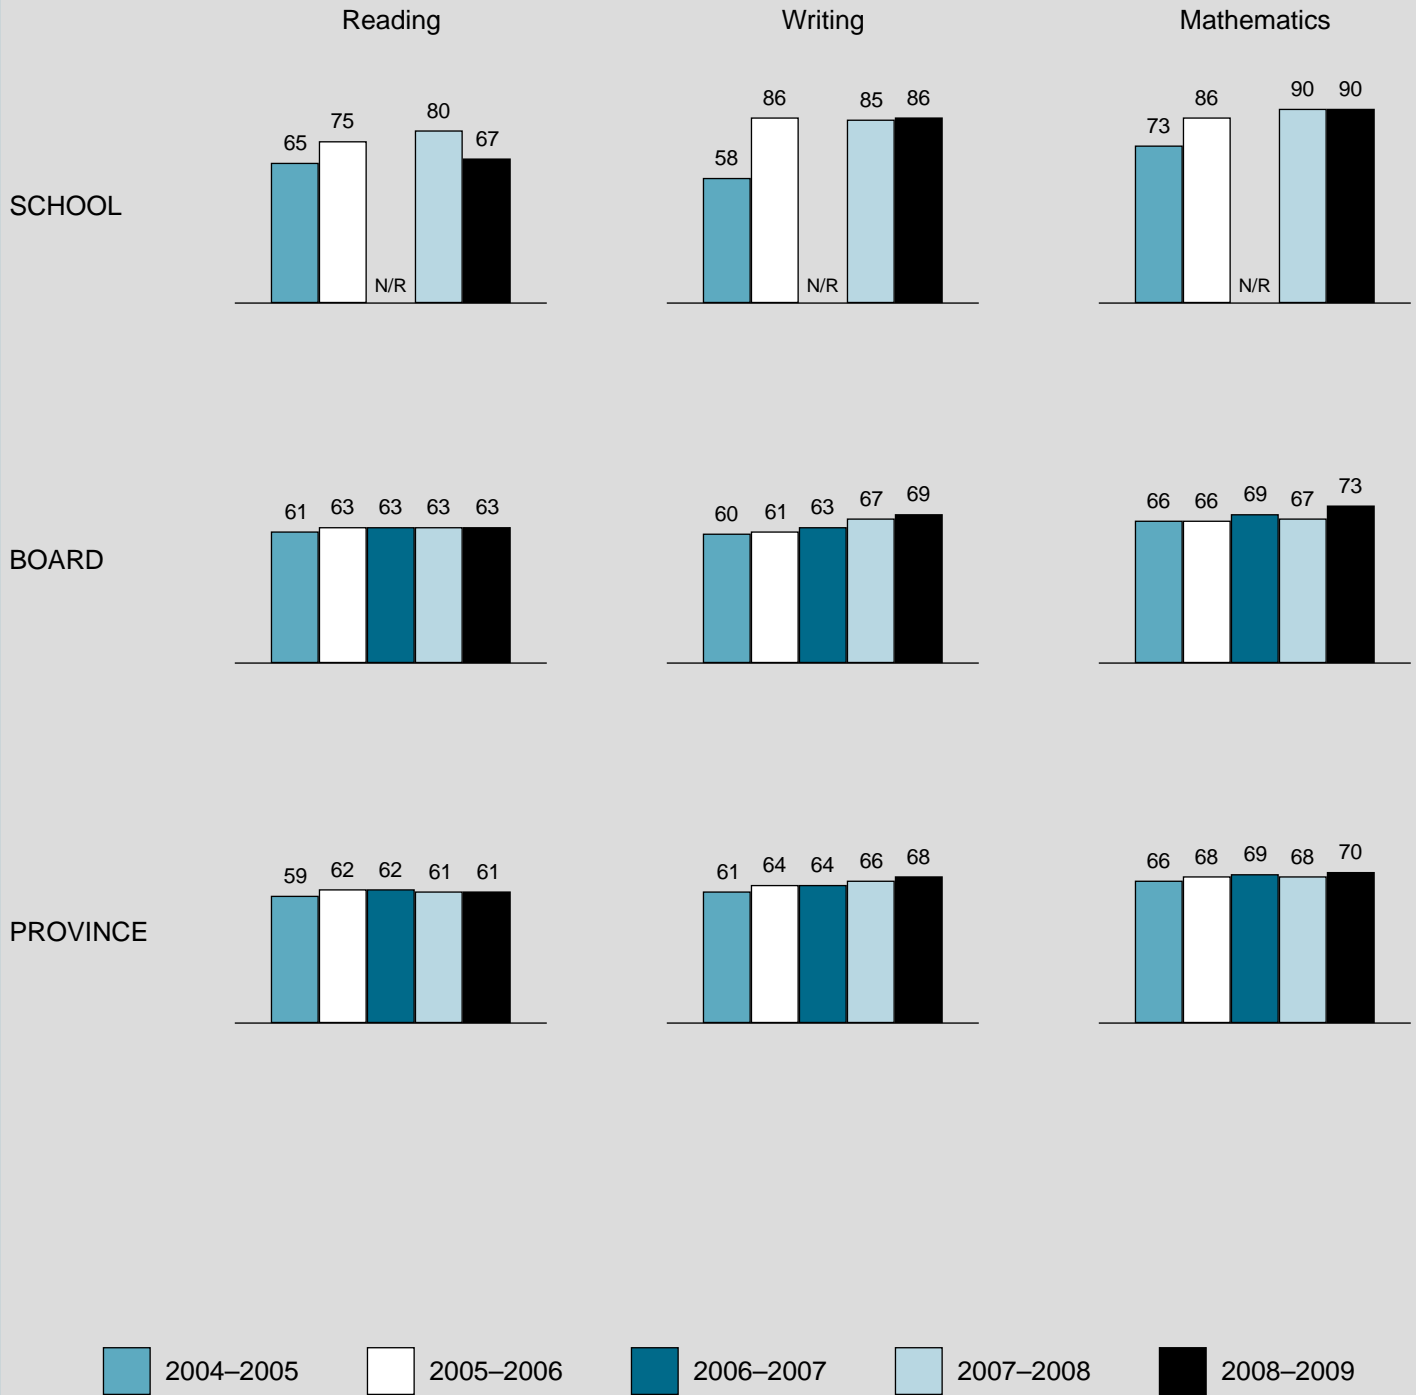 Reading Writing Mathematics
SCHOOL
65 75 N/R 80 67
58 86 N/R 85 86
73 86 N/R 90 90
BOARD
61 63 63 63 63
60 61 63 67 69
66 66 69 67 73
PROVINCE
59 62 62 61 61
61 64 64 66 68
66 68 69 68 70
2004–2005 2005–2006 2006–2007 2007–2008 2008–2009